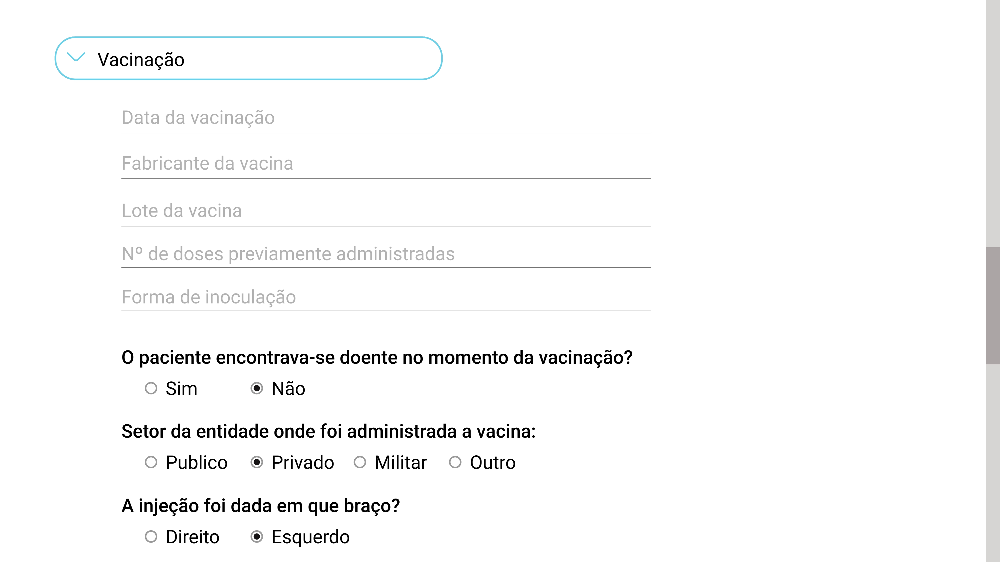 Vacinação
Data da vacinação
Fabricante da vacina
Lote da vacina
Nº de doses previamente administradas
Forma de inoculação
O paciente encontrava-se doente no momento da vacinação?
Sim Não
Setor da entidade onde foi administrada a vacina:
Publico Privado Militar Outro
A injeção foi dada em que braço?
Direito Esquerdo